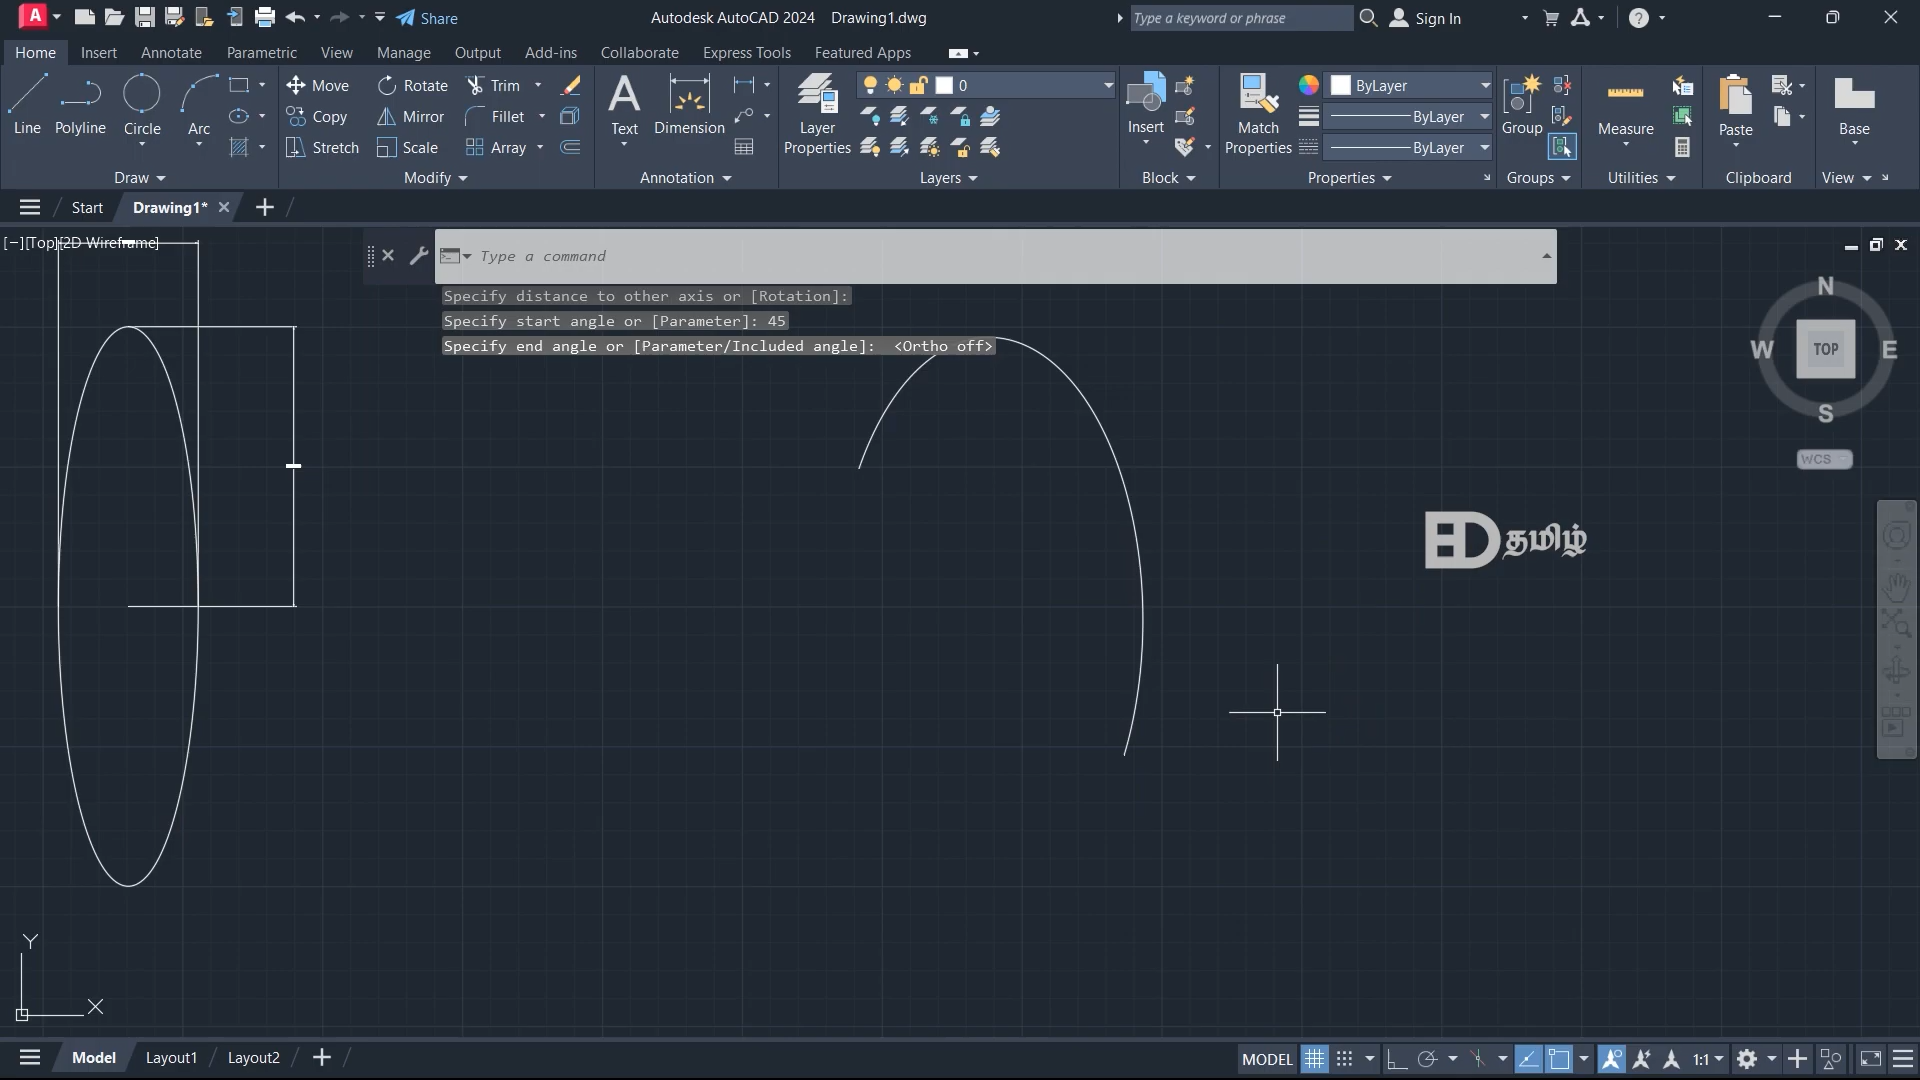 Share
Autodesk AutoCAD 2024 Drawing1.dwg
Type a keyword or phrase
Sign In
Home Insert Annotate Parametric View Manage Output Add-ins Collaborate Express Tools Featured Apps
Line Polyline Circle Arc
Move Rotate Trim
Copy Mirror Fillet
Stretch Scale Array
Text Dimension
Layer Properties
0
Insert
Match Properties
ByLayer
ByLayer
ByLayer
Group
Measure
Paste
Base
Draw Modify Annotation Layers Block Properties Groups Utilities Clipboard View
Start Drawing1*
[−][Top][2D Wireframe]
Type a command
Specify distance to other axis or [Rotation]:
Specify start angle or [Parameter]: 45
Specify end angle or [Parameter/Included angle]: <Ortho off>
N
W TOP E
S
WCS
ED தமிழ்
Y
X
Model Layout1 Layout2
MODEL 1:1